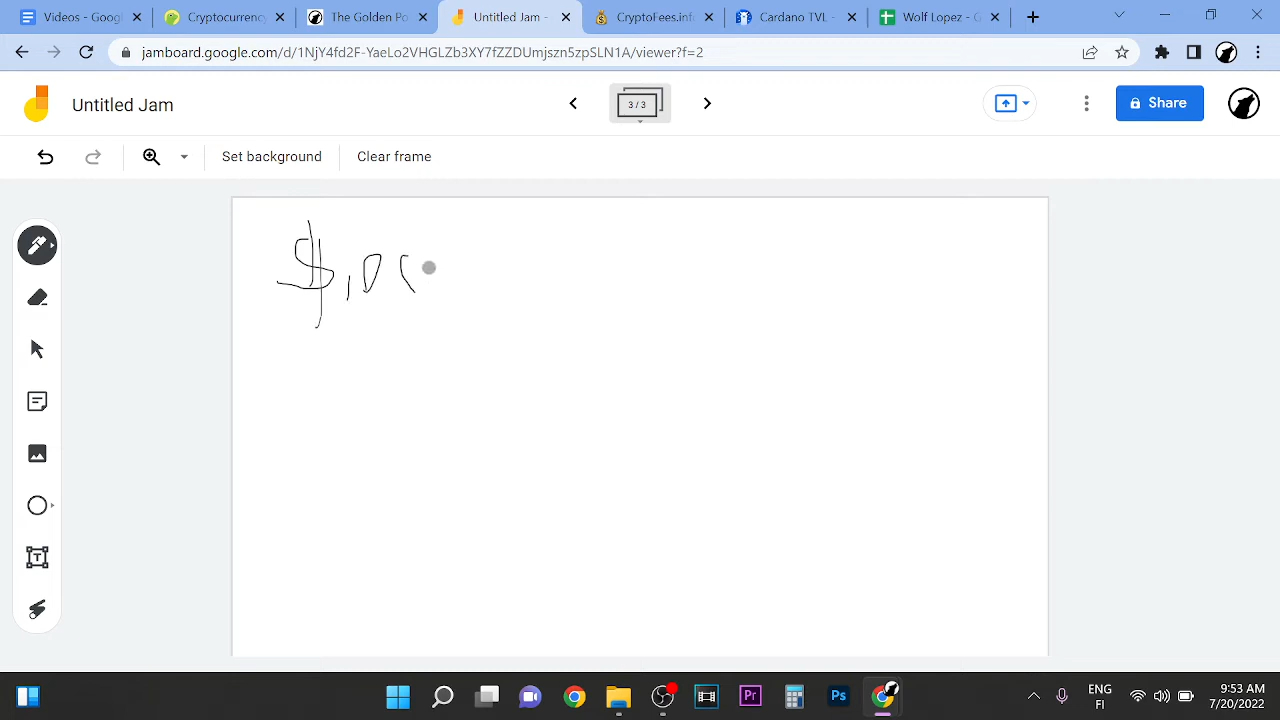 Videos - Goog
Cryptocurrenc
The Golden Po
Untitled Jam -
CryptoFees.inf
Cardano TVL -
Wolf Lopez - G
jamboard.google.com/d/1NjY4fd2F-YaeLo2VHGLZb3XY7fZZDUmjszn5zpSLN1A/viewer?f=2
Untitled Jam
3/3
Share
Set background
Clear frame
$10
ENG
FI
9:53 AM
7/20/2022